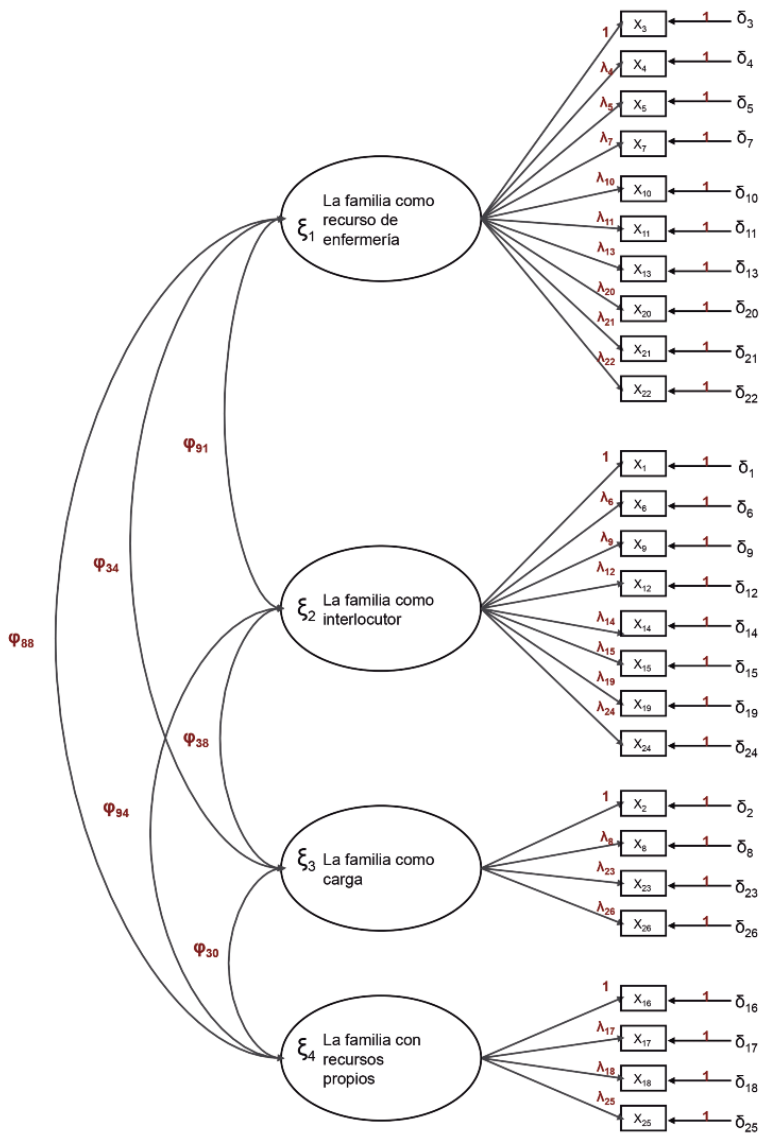 1 X₃ 1 δ₃
λ₄ X₄ 1 δ₄
λ₅ X₅ 1 δ₅
λ₇ X₇ 1 δ₇
λ₁₀ X₁₀ 1 δ₁₀
λ₁₁ X₁₁ 1 δ₁₁
λ₁₃ X₁₃ 1 δ₁₃
λ₂₀ X₂₀ 1 δ₂₀
λ₂₁ X₂₁ 1 δ₂₁
λ₂₂ X₂₂ 1 δ₂₂
ξ₁ La familia como
recurso de
enfermería
φ₉₁
φ₃₄
φ₈₈
1 X₁ 1 δ₁
λ₆ X₆ 1 δ₆
λ₉ X₉ 1 δ₉
λ₁₂ X₁₂ 1 δ₁₂
λ₁₄ X₁₄ 1 δ₁₄
λ₁₅ X₁₅ 1 δ₁₅
λ₁₉ X₁₉ 1 δ₁₉
λ₂₄ X₂₄ 1 δ₂₄
ξ₂ La familia como
interlocutor
φ₃₈
φ₉₄
1 X₂ 1 δ₂
λ₈ X₈ 1 δ₈
λ₂₃ X₂₃ 1 δ₂₃
λ₂₆ X₂₆ 1 δ₂₆
ξ₃ La familia como
carga
φ₃₀
1 X₁₆ 1 δ₁₆
λ₁₇ X₁₇ 1 δ₁₇
λ₁₈ X₁₈ 1 δ₁₈
λ₂₅ X₂₅ 1 δ₂₅
ξ₄ La familia con
recursos
propios